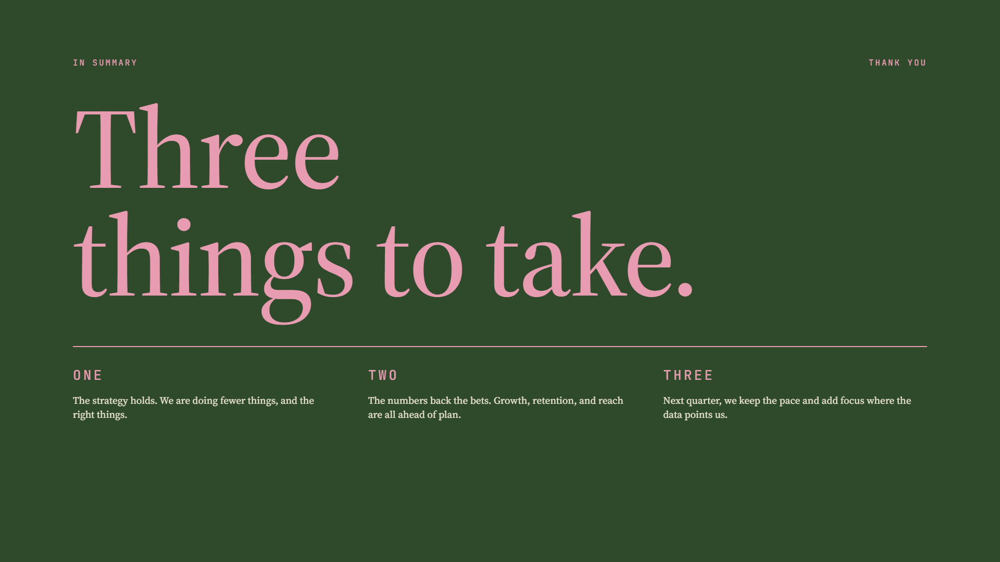 IN SUMMARY
THANK YOU
Three
things to take.
ONE
The strategy holds. We are doing fewer things, and the
right things.
TWO
The numbers back the bets. Growth, retention, and reach
are all ahead of plan.
THREE
Next quarter, we keep the pace and add focus where the
data points us.